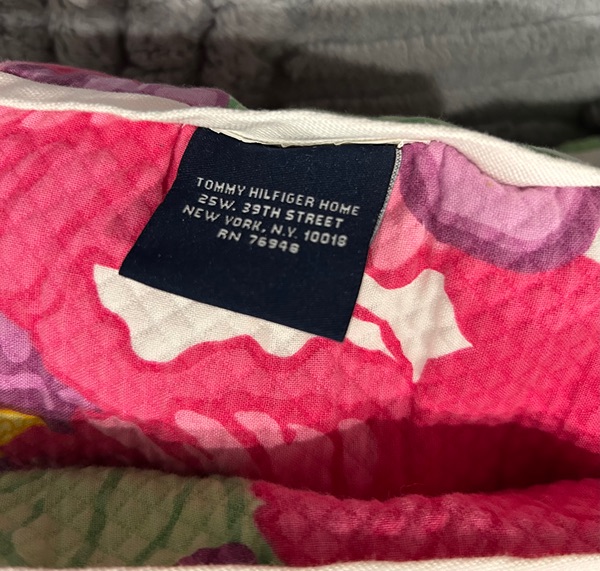 TOMMY HILFIGER HOME
25W. 39TH STREET
NEW YORK, N.Y. 10018
RN 76948